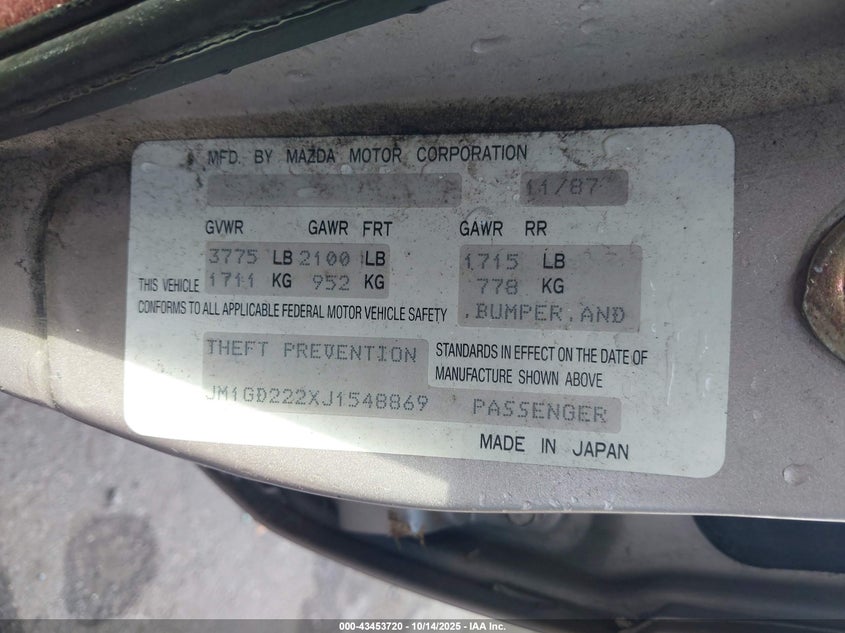 MFD. BY MAZDA MOTOR CORPORATION
11/87
GVWR GAWR FRT GAWR RR
3775 LB 2100 LB 1715 LB
1711 KG 952 KG 778 KG
THIS VEHICLE
CONFORMS TO ALL APPLICABLE FEDERAL MOTOR VEHICLE SAFETY .BUMPER.AND
THEFT PREVENTION STANDARDS IN EFFECT ON THE DATE OF
MANUFACTURE SHOWN ABOVE
JM1GD222XJ1548869 PASSENGER
MADE IN JAPAN
000-43453720 - 10/14/2025 - IAA Inc.